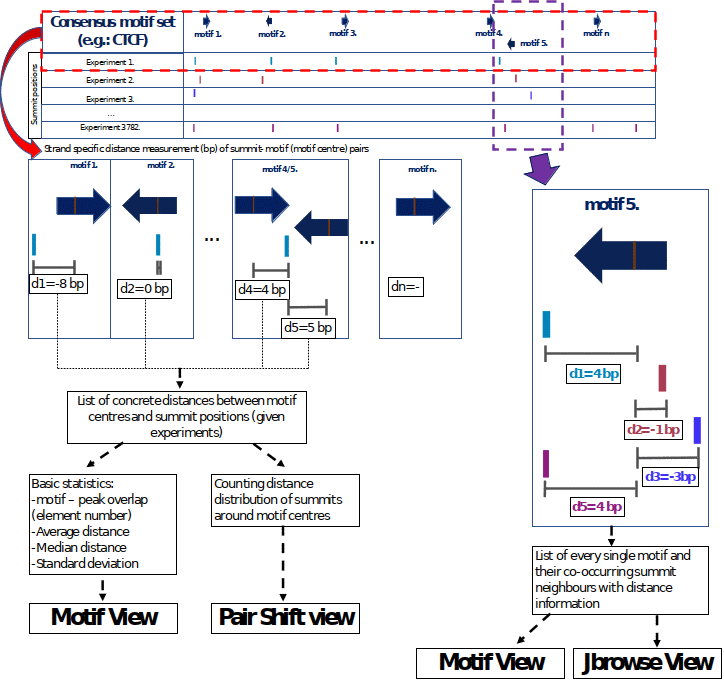 Consensus motif set
(e.g.: CTCF)
motif 1.
motif 2.
motif 3.
motif 4.
motif n
motif 5.
Summit positions
Experiment 1.
Experiment 2.
Experiment 3.
...
Experiment 3782.
Strand specific distance measurement (bp) of summit- motif (motif centre) pairs
motif 1.
motif 2.
motif 4/5.
motif n.
...
...
d1=-8 bp
d2=0 bp
d4=4 bp
d5=5 bp
dn=-
motif 5.
d1=4 bp
d2=-1 bp
d3=-3bp
d5=4 bp
List of concrete distances between motif
centres and summit positions (given
experiments)
Basic statistics:
-motif – peak overlap
(element number)
-Average distance
-Median distance
-Standard deviation
Counting distance
distribution of summits
around motif centres
List of every single motif and
their co-occurring summit
neighbours with distance
information
Motif View
Pair Shift view
Motif View
Jbrowse View